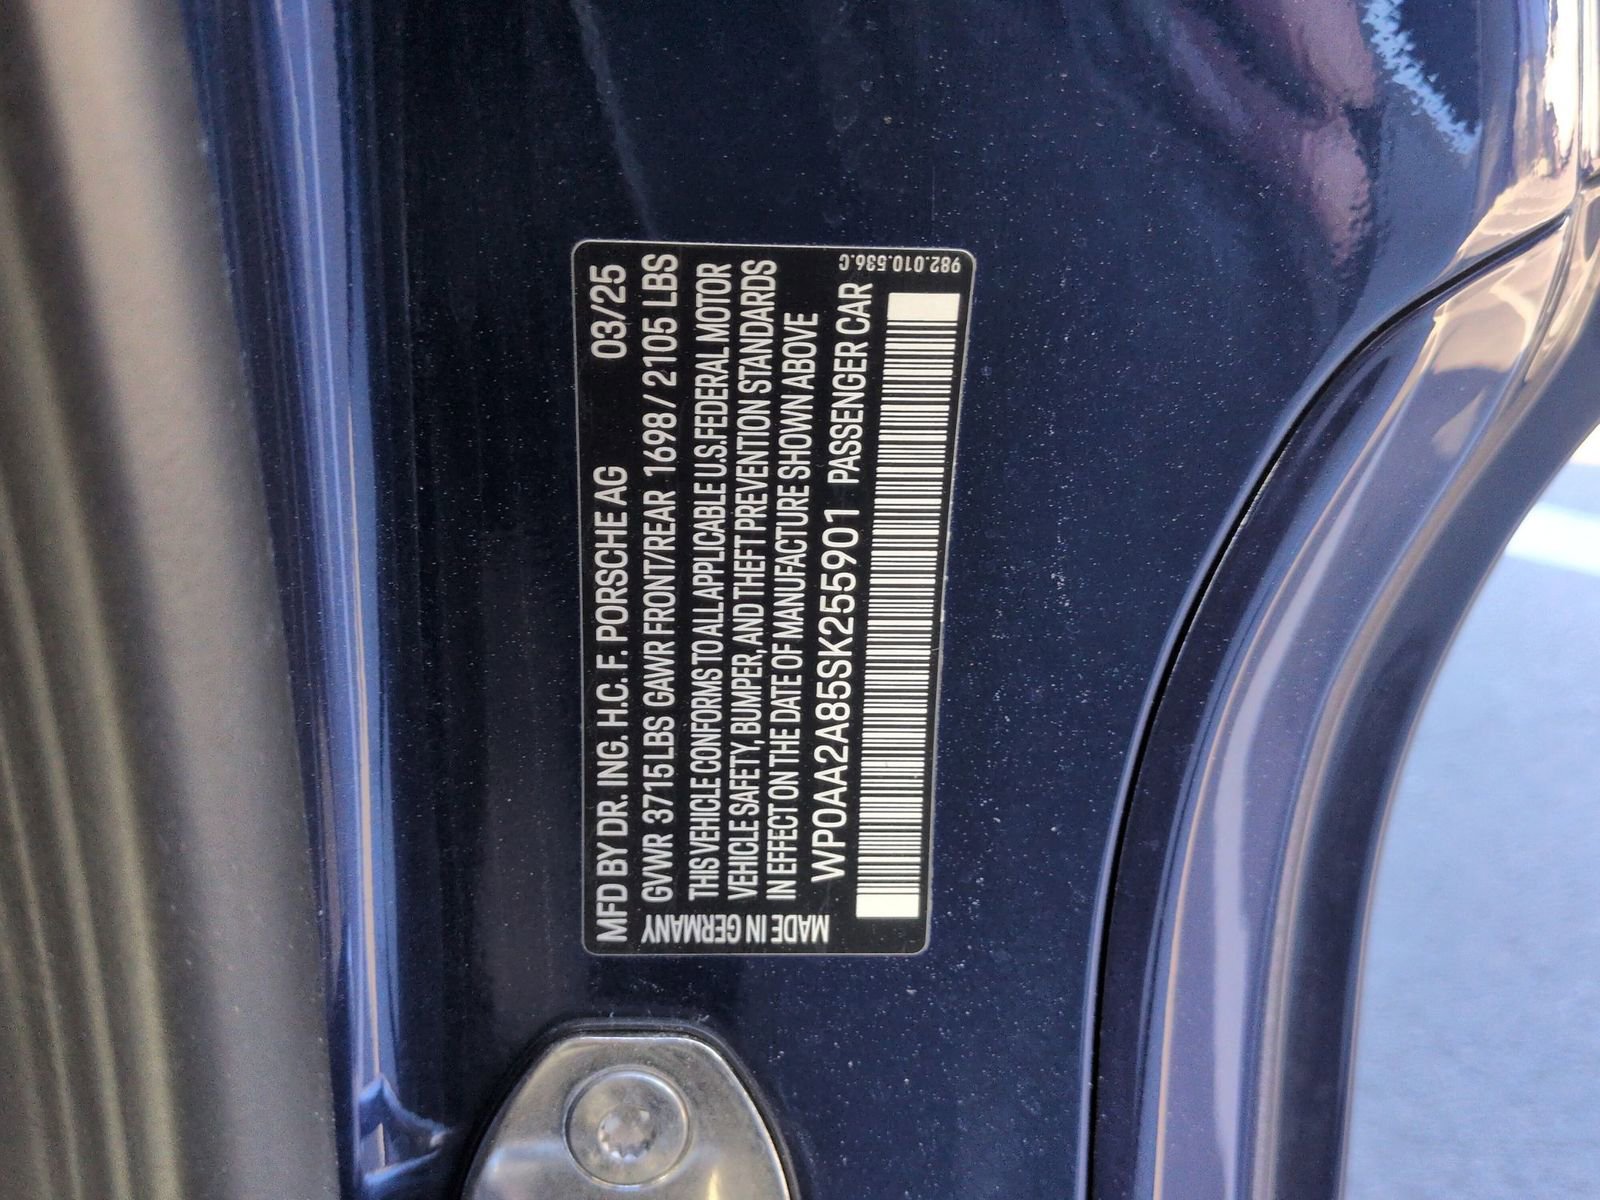 MFD BY DR. ING. H.C. F. PORSCHE AG 03/25
GVWR 3715 LBS GAWR FRONT/REAR 1698 / 2105 LBS
THIS VEHICLE CONFORMS TO ALL APPLICABLE U.S. FEDERAL MOTOR
VEHICLE SAFETY, BUMPER, AND THEFT PREVENTION STANDARDS
IN EFFECT ON THE DATE OF MANUFACTURE SHOWN ABOVE
WP0AA2A85SK255901 PASSENGER CAR
MADE IN GERMANY
982.010.536.C